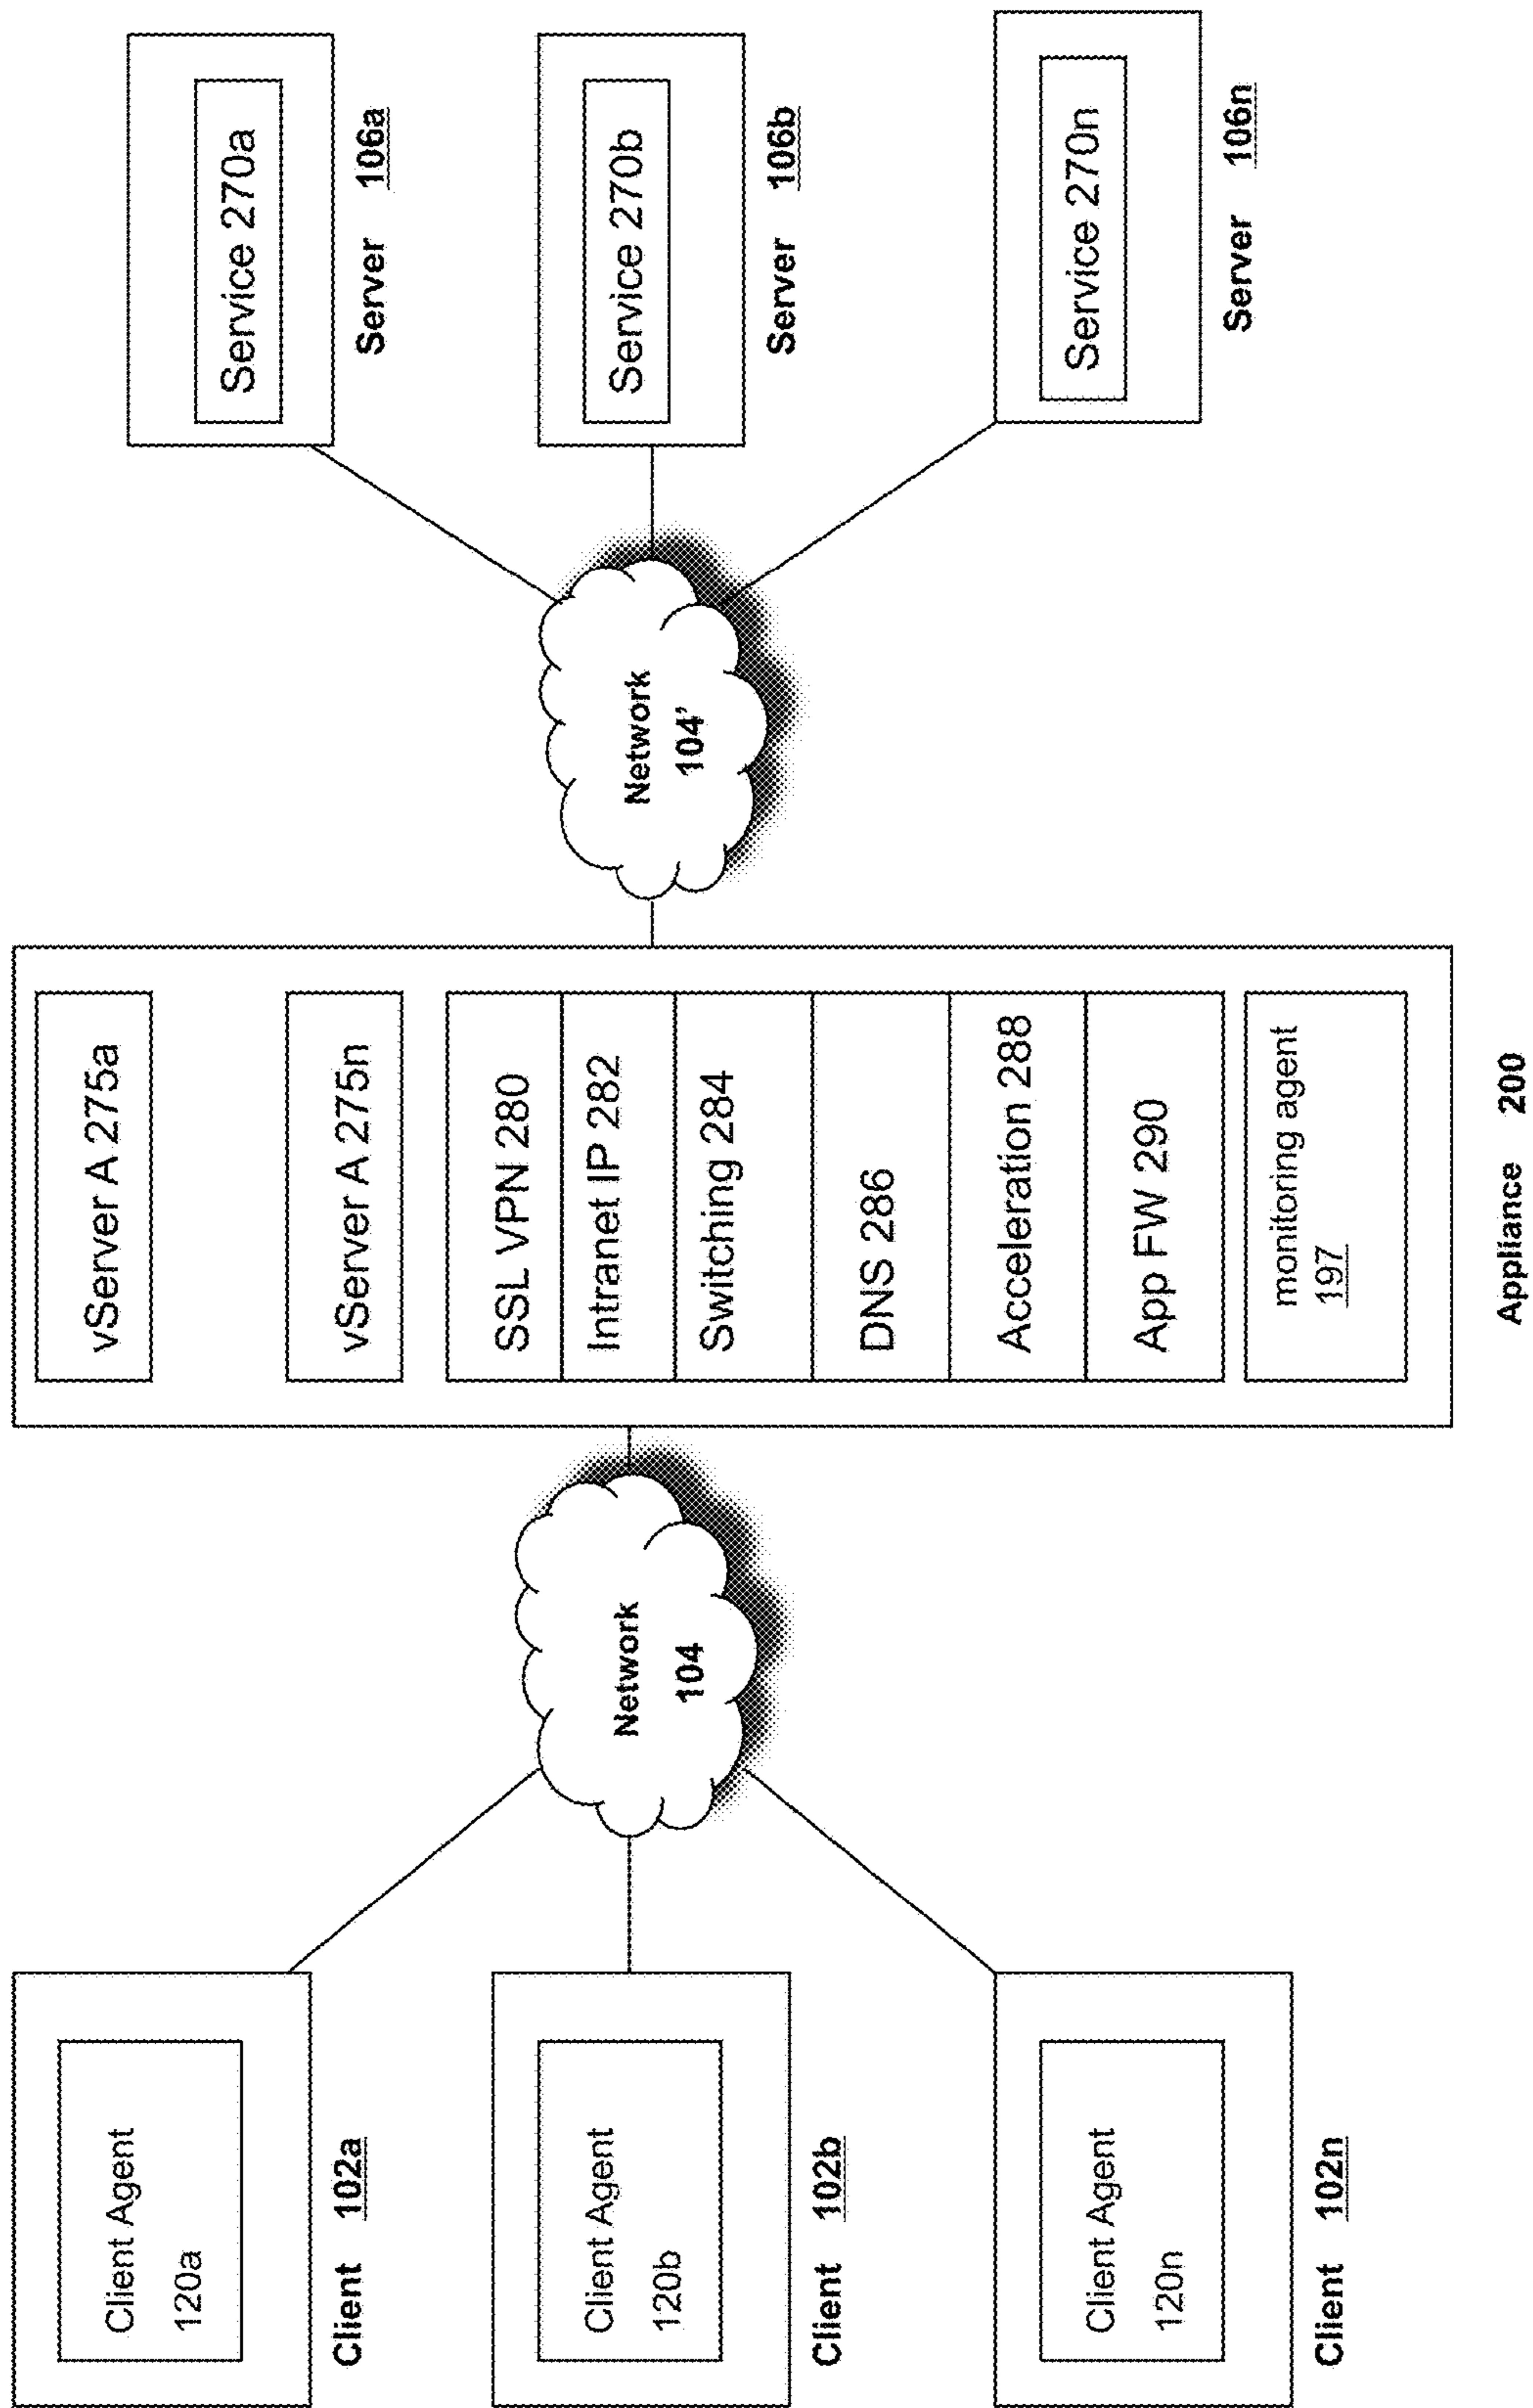 Client Agent
120a
Client 102a
Client Agent
120b
Client 102b
Client Agent
120n
Client 102n
Network
104
vServer A 275a
vServer A 275n
SSL VPN 280
Intranet IP 282
Switching 284
DNS 286
Acceleration 288
App FW 290
monitoring agent
197
Appliance 200
Network
104'
Service 270a
Server 106a
Service 270b
Server 106b
Service 270n
Server 106n